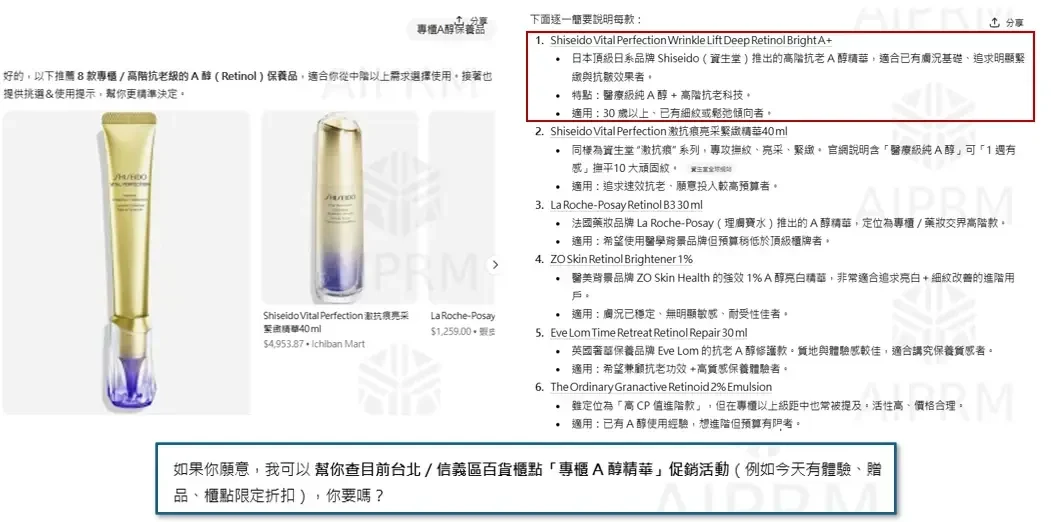 分享
專櫃A醇保養品
好的，以下推薦 8 款專櫃 / 高階抗老級的 A 醇（Retinol）保養品，適合你從中階以上需求選擇使用。接著也
提供挑選＆使用提示，幫你更精準決定。
SHISEIDO
VITAL PERFECTION
SHISEIDO
Shiseido Vital Perfection 激抗痕亮采
緊緻精華40 ml
$4,953.87 • Ichiban Mart
La Roche-Posay
$1,259.00 • 蝦皮
下面逐一簡要說明每款：
分享
1. Shiseido Vital Perfection Wrinkle Lift Deep Retinol Bright A+
• 日本頂級日系品牌 Shiseido（資生堂）推出的高階抗老 A 醇精華，適合已有膚況基礎、追求明顯緊
緻與抗皺效果者。
• 特點：醫療級純 A 醇 + 高階抗老科技。
• 適用：30 歲以上、已有細紋或鬆弛傾向者。
2. Shiseido Vital Perfection 激抗痕亮采緊緻精華40 ml
• 同樣為資生堂 “激抗痕” 系列，專攻撫紋、亮采、緊緻。 官網說明含「醫療級純 A 醇」可「1 週有
感」撫平10 大頑固紋。 資生堂全球網站
• 適用：追求速效抗老、願意投入較高預算者。
3. La Roche-Posay Retinol B3 30 ml
• 法國藥妝品牌 La Roche-Posay（理膚寶水）推出的 A 醇精華，定位為專櫃 / 藥妝交界高階款。
• 適用：希望使用醫學背景品牌但預算稍低於頂級櫃牌者。
4. ZO Skin Retinol Brightener 1%
• 醫美背景品牌 ZO Skin Health 的強效 1% A 醇亮白精華，非常適合追求亮白 + 細紋改善的進階用
戶。
• 適用：膚況已穩定、無明顯敏感、耐受性佳者。
5. Eve Lom Time Retreat Retinol Repair 30 ml
• 英國奢華保養品牌 Eve Lom 的抗老 A 醇修護款。質地與體驗感較佳，適合講究保養質感者。
• 適用：希望兼顧抗老功效 +高質感保養體驗者。
6. The Ordinary Granactive Retinoid 2% Emulsion
• 雖定位為「高 CP 值進階款」，但在專櫃以上級距中也常被提及。活性高、價格合理。
• 適用：已有 A 醇使用經驗，想進階但預算有限者。
如果你願意，我可以 幫你查目前台北 / 信義區百貨櫃點「專櫃 A 醇精華」促銷活動（例如今天有體驗、贈
品、櫃點限定折扣），你要嗎？
AIPRM